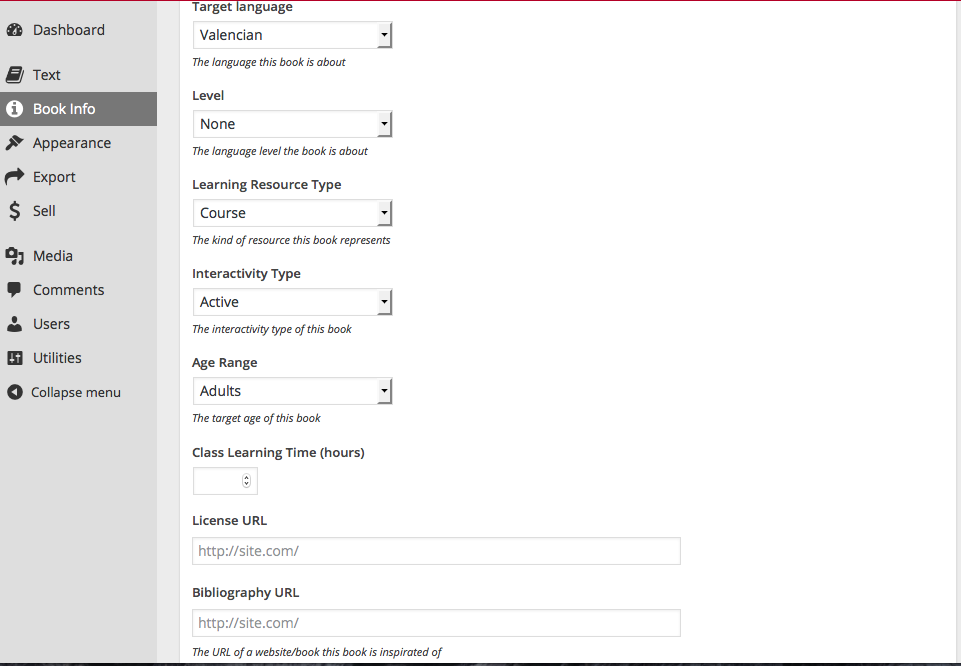 Dashboard
Text
Book Info
Appearance
Export
Sell
Media
Comments
Users
Utilities
Collapse menu
Target language
Valencian
The language this book is about
Level
None
The language level the book is about
Learning Resource Type
Course
The kind of resource this book represents
Interactivity Type
Active
The interactivity type of this book
Age Range
Adults
The target age of this book
Class Learning Time (hours)
License URL
http://site.com/
Bibliography URL
http://site.com/
The URL of a website/book this book is inspirated of